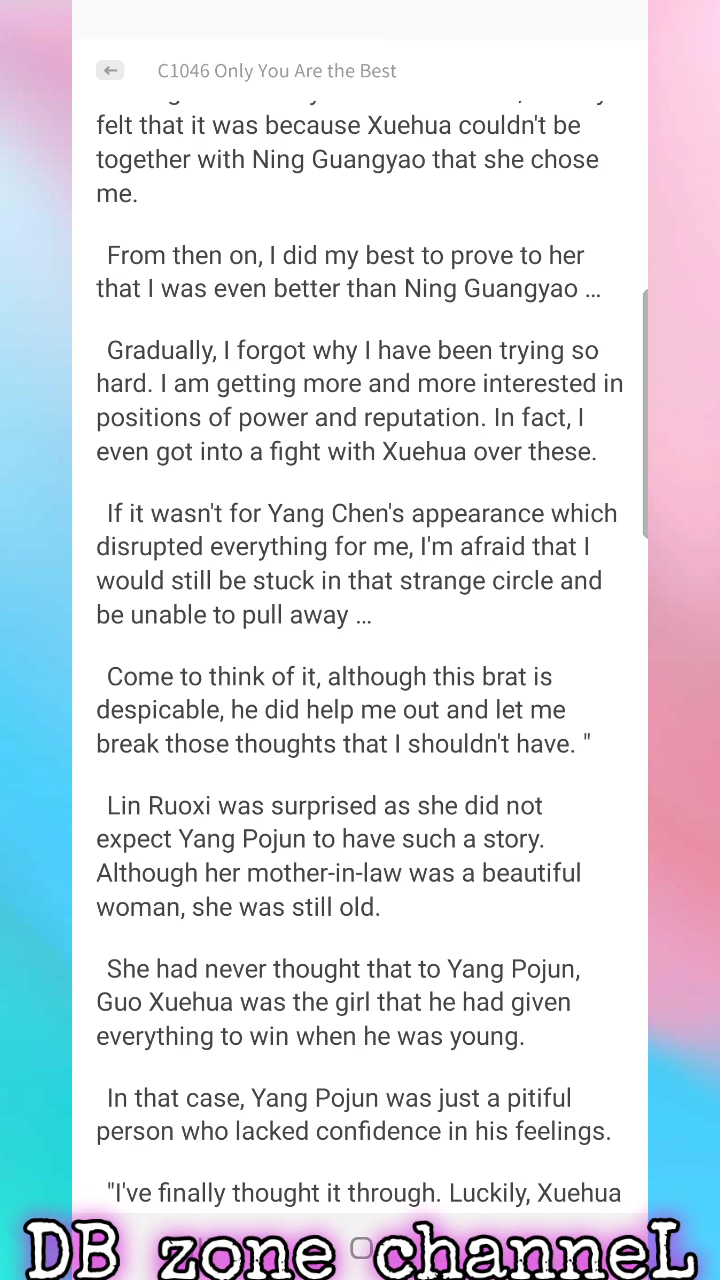 C1046 Only You Are the Best
felt that it was because Xuehua couldn't be
together with Ning Guangyao that she chose
me.
From then on, I did my best to prove to her
that I was even better than Ning Guangyao ...
Gradually, I forgot why I have been trying so
hard. I am getting more and more interested in
positions of power and reputation. In fact, I
even got into a fight with Xuehua over these.
If it wasn't for Yang Chen's appearance which
disrupted everything for me, I'm afraid that I
would still be stuck in that strange circle and
be unable to pull away ...
Come to think of it, although this brat is
despicable, he did help me out and let me
break those thoughts that I shouldn't have. "
Lin Ruoxi was surprised as she did not
expect Yang Pojun to have such a story.
Although her mother-in-law was a beautiful
woman, she was still old.
She had never thought that to Yang Pojun,
Guo Xuehua was the girl that he had given
everything to win when he was young.
In that case, Yang Pojun was just a pitiful
person who lacked confidence in his feelings.
"I've finally thought it through. Luckily, Xuehua
DB zone channeL